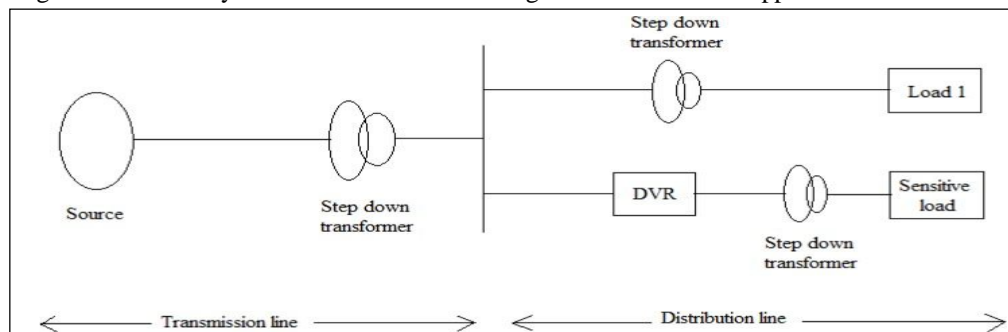 Step down
transformer
Load 1
Source
Step down
transformer
DVR
Sensitive
load
Step down
transformer
Transmission line
Distribution line